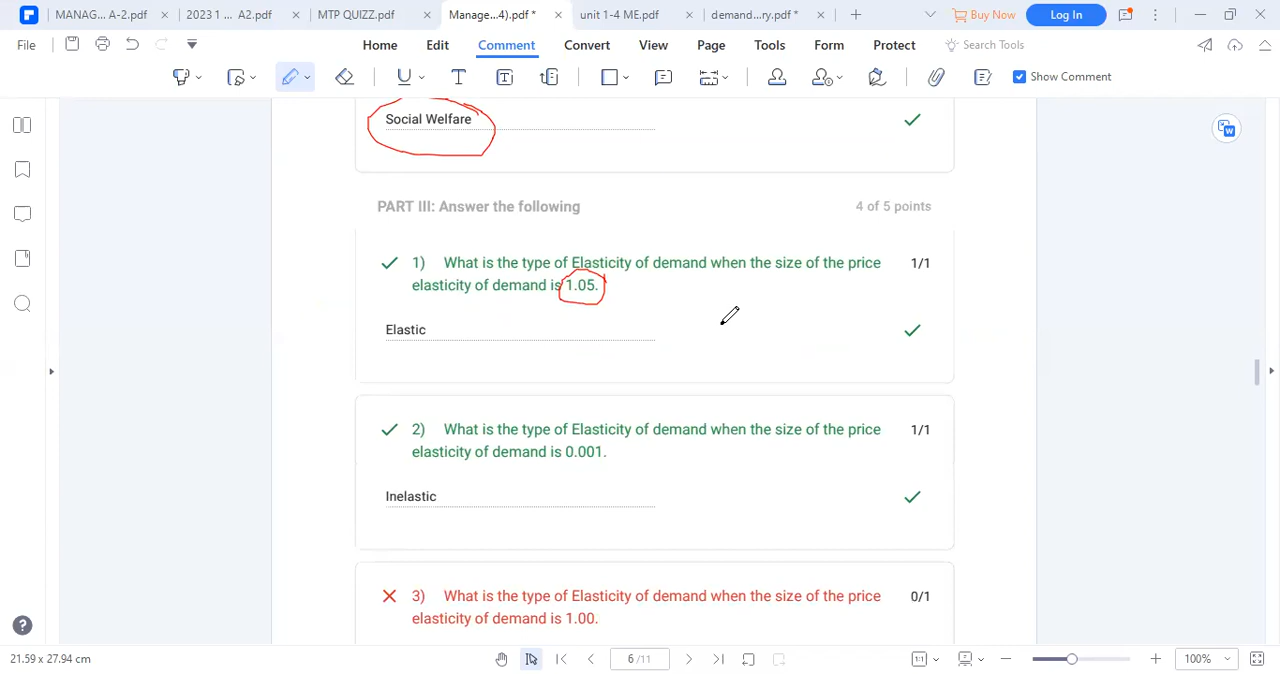 MANAG... A-2.pdf
2023 1 ... A2.pdf
MTP QUIZZ.pdf
Manage...4).pdf *
unit 1-4 ME.pdf
demand...ry.pdf *
Buy Now
Log In
File
Home
Edit
Comment
Convert
View
Page
Tools
Form
Protect
Search Tools
Show Comment
Social Welfare
PART III: Answer the following
4 of 5 points
1) What is the type of Elasticity of demand when the size of the price
1/1
elasticity of demand is 1.05.
Elastic
2) What is the type of Elasticity of demand when the size of the price
1/1
elasticity of demand is 0.001.
Inelastic
3) What is the type of Elasticity of demand when the size of the price
0/1
elasticity of demand is 1.00.
21.59 x 27.94 cm
6 /11
1:1
100%